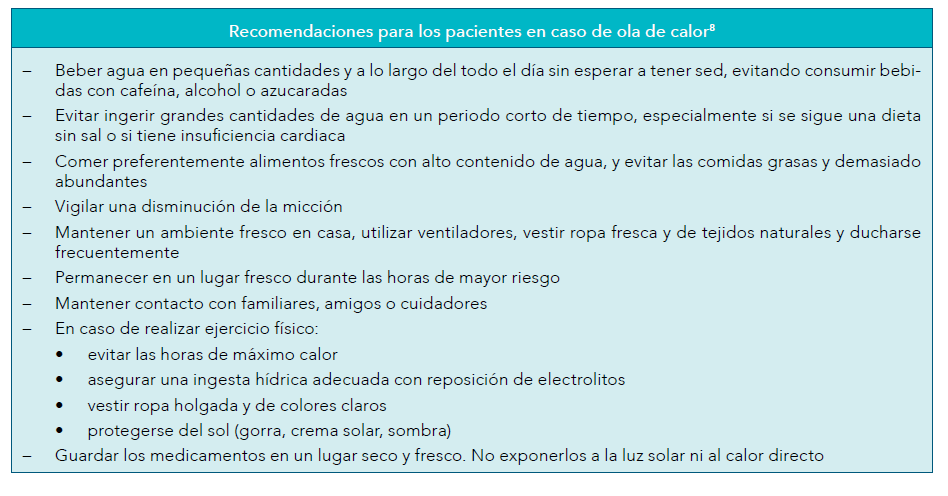 Recomendaciones para los pacientes en caso de ola de calor⁸
– Beber agua en pequeñas cantidades y a lo largo del todo el día sin esperar a tener sed, evitando consumir bebi-
das con cafeína, alcohol o azucaradas
– Evitar ingerir grandes cantidades de agua en un periodo corto de tiempo, especialmente si se sigue una dieta
sin sal o si tiene insuficiencia cardiaca
– Comer preferentemente alimentos frescos con alto contenido de agua, y evitar las comidas grasas y demasiado
abundantes
– Vigilar una disminución de la micción
– Mantener un ambiente fresco en casa, utilizar ventiladores, vestir ropa fresca y de tejidos naturales y ducharse
frecuentemente
– Permanecer en un lugar fresco durante las horas de mayor riesgo
– Mantener contacto con familiares, amigos o cuidadores
– En caso de realizar ejercicio físico:
• evitar las horas de máximo calor
• asegurar una ingesta hídrica adecuada con reposición de electrolitos
• vestir ropa holgada y de colores claros
• protegerse del sol (gorra, crema solar, sombra)
– Guardar los medicamentos en un lugar seco y fresco. No exponerlos a la luz solar ni al calor directo